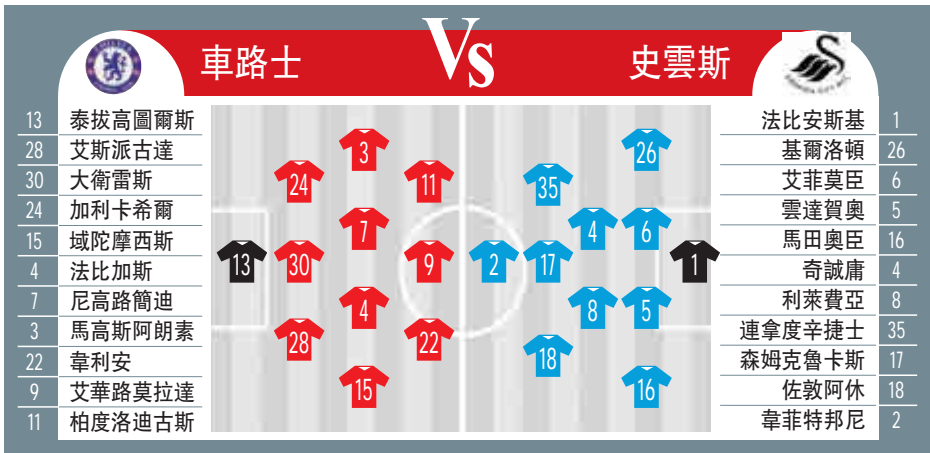 車路士 VS 史雲斯
13 泰拔高圖爾斯
28 艾斯派古達
30 大衛雷斯
24 加利卡希爾
15 域陀摩西斯
4 法比加斯
7 尼高路簡迪
3 馬高斯阿朗素
22 韋利安
9 艾華路莫拉達
11 柏度洛迪古斯
3
24
11
7
13
30
9
4
28
22
15
26
35
4
6
2
17
1
8
5
18
16
法比安斯基 1
基爾洛頓 26
艾菲莫臣 6
雲達賀奧 5
馬田奧臣 16
奇誠庸 4
利萊費亞 8
連拿度辛捷士 35
森姆克魯卡斯 17
佐敦阿休 18
韋菲特邦尼 2